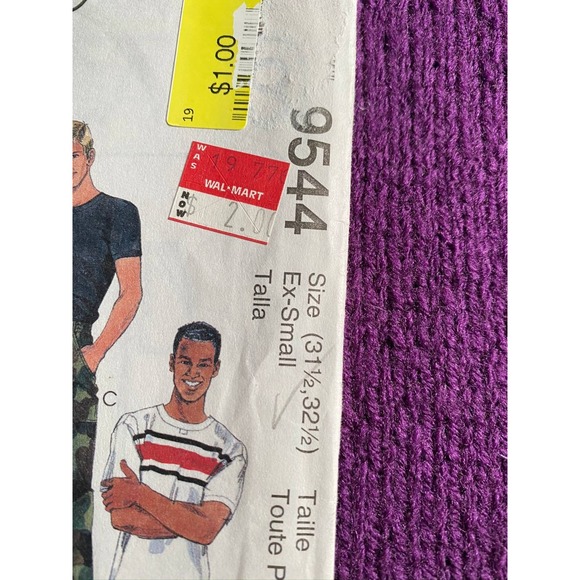 $1.00
19
WAS 19.77
WAL-MART
NOW $ 2.0
9544
Size (31½,32½)
Ex-Small
Talla
Taille
Toute P
C